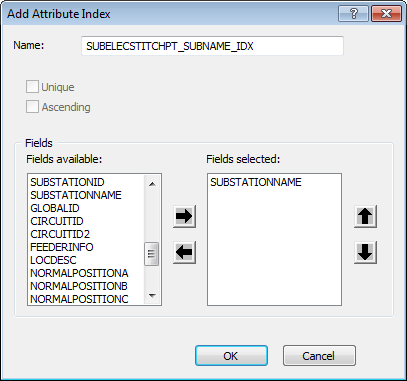 Add Attribute Index
Name:
SUBELECSTITCHPT_SUBNAME_IDX
Unique
Ascending
Fields
Fields available:
SUBSTATIONID
SUBSTATIONNAME
GLOBALID
CIRCUITID
CIRCUITID2
FEEDERINFO
LOCDESC
NORMALPOSITIONA
NORMALPOSITIONB
NORMALPOSITIONC
Fields selected:
SUBSTATIONNAME
OK
Cancel